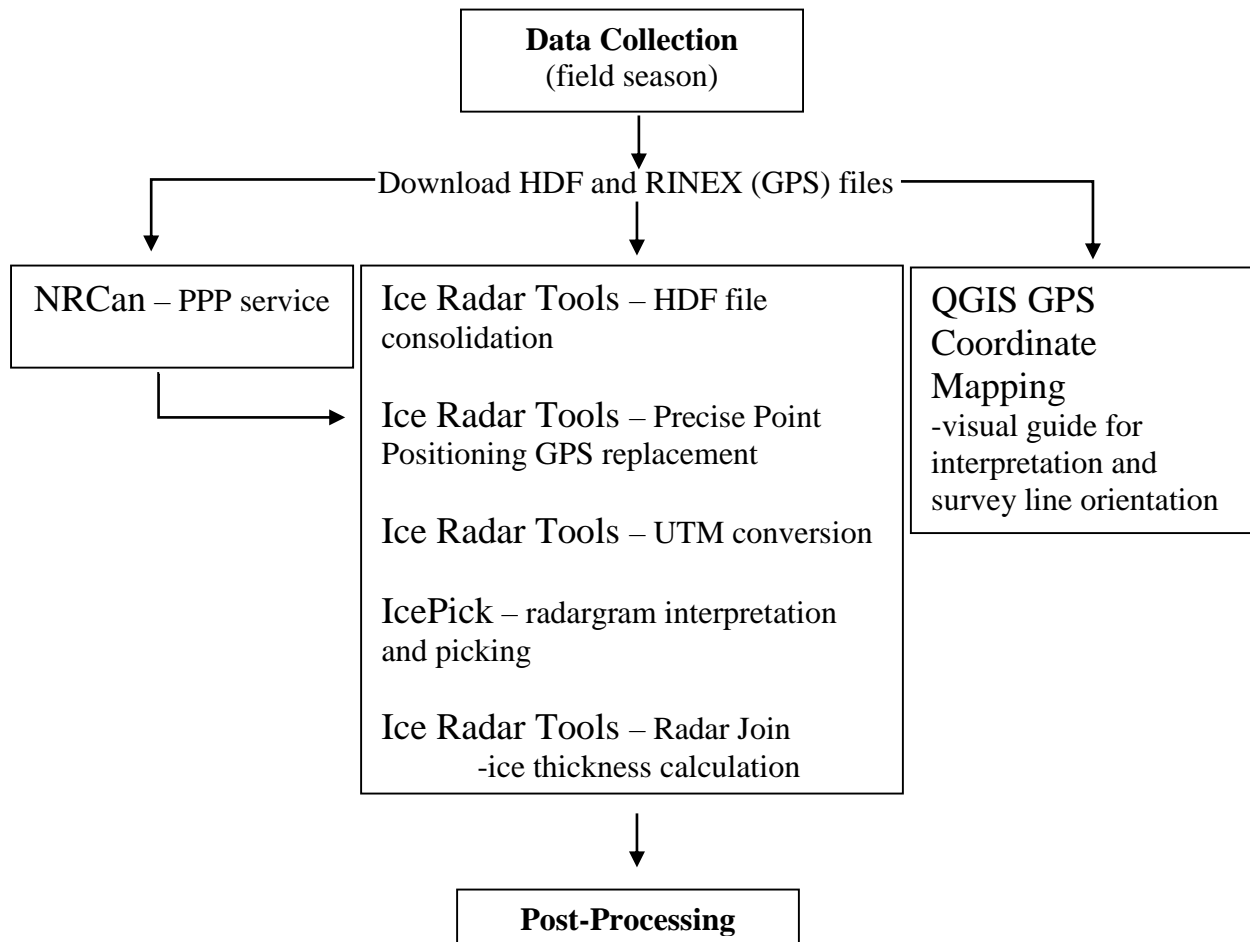 Data Collection
(field season)
Download HDF and RINEX (GPS) files
NRCan – PPP service
Ice Radar Tools – HDF file
consolidation
Ice Radar Tools – Precise Point
Positioning GPS replacement
Ice Radar Tools – UTM conversion
IcePick – radargram interpretation
and picking
Ice Radar Tools – Radar Join
-ice thickness calculation
QGIS GPS
Coordinate
Mapping
-visual guide for
interpretation and
survey line orientation
Post-Processing